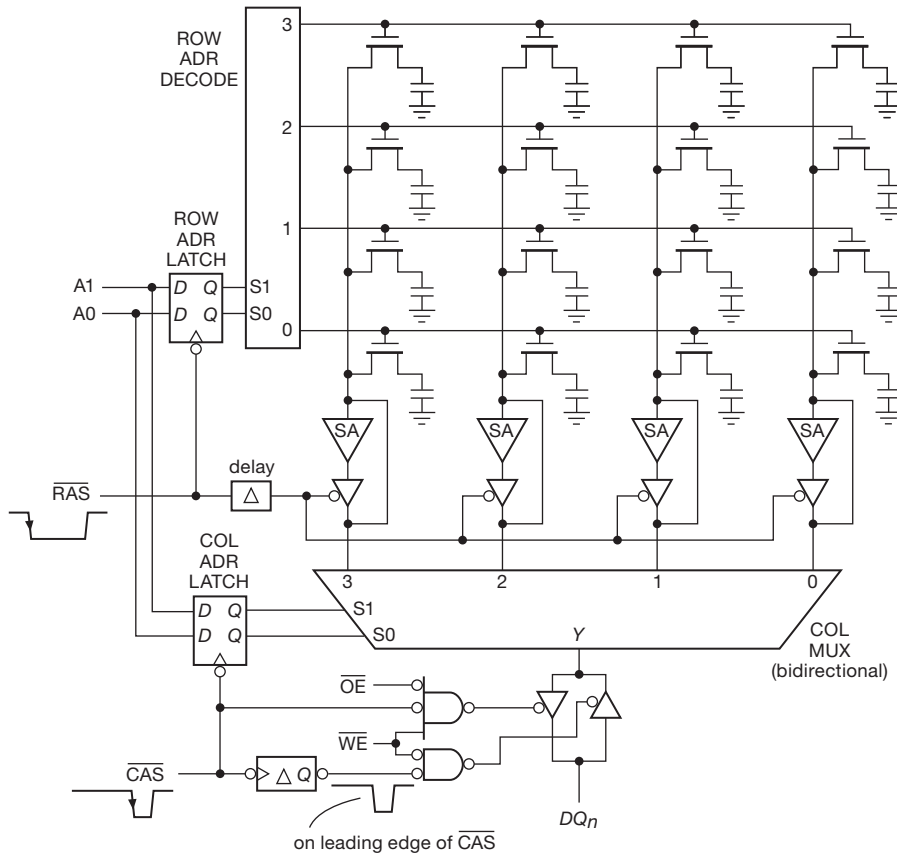 ROW
ADR
DECODE
3
2
1
0
ROW
ADR
LATCH
A1
A0
D Q
D Q
S1
S0
SA SA SA SA
delay
Δ
RAS
COL
ADR
LATCH
D Q
D Q
3 2 1 0
S1
S0
Y
COL
MUX
(bidirectional)
OE
WE
CAS
Δ Q
DQn
on leading edge of CAS